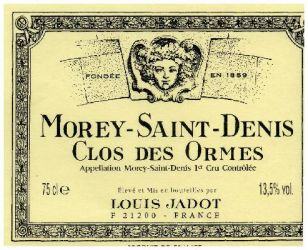 FONDÉE EN 1859
MOREY-SAINT-DENIS
CLOS DES ORMES
Appellation Morey-Saint-Denis 1er Cru Contrôlée
75 cl e Élevé et Mis en bouteilles par 13,5% vol.
LOUIS JADOT
F 21200 - FRANCE